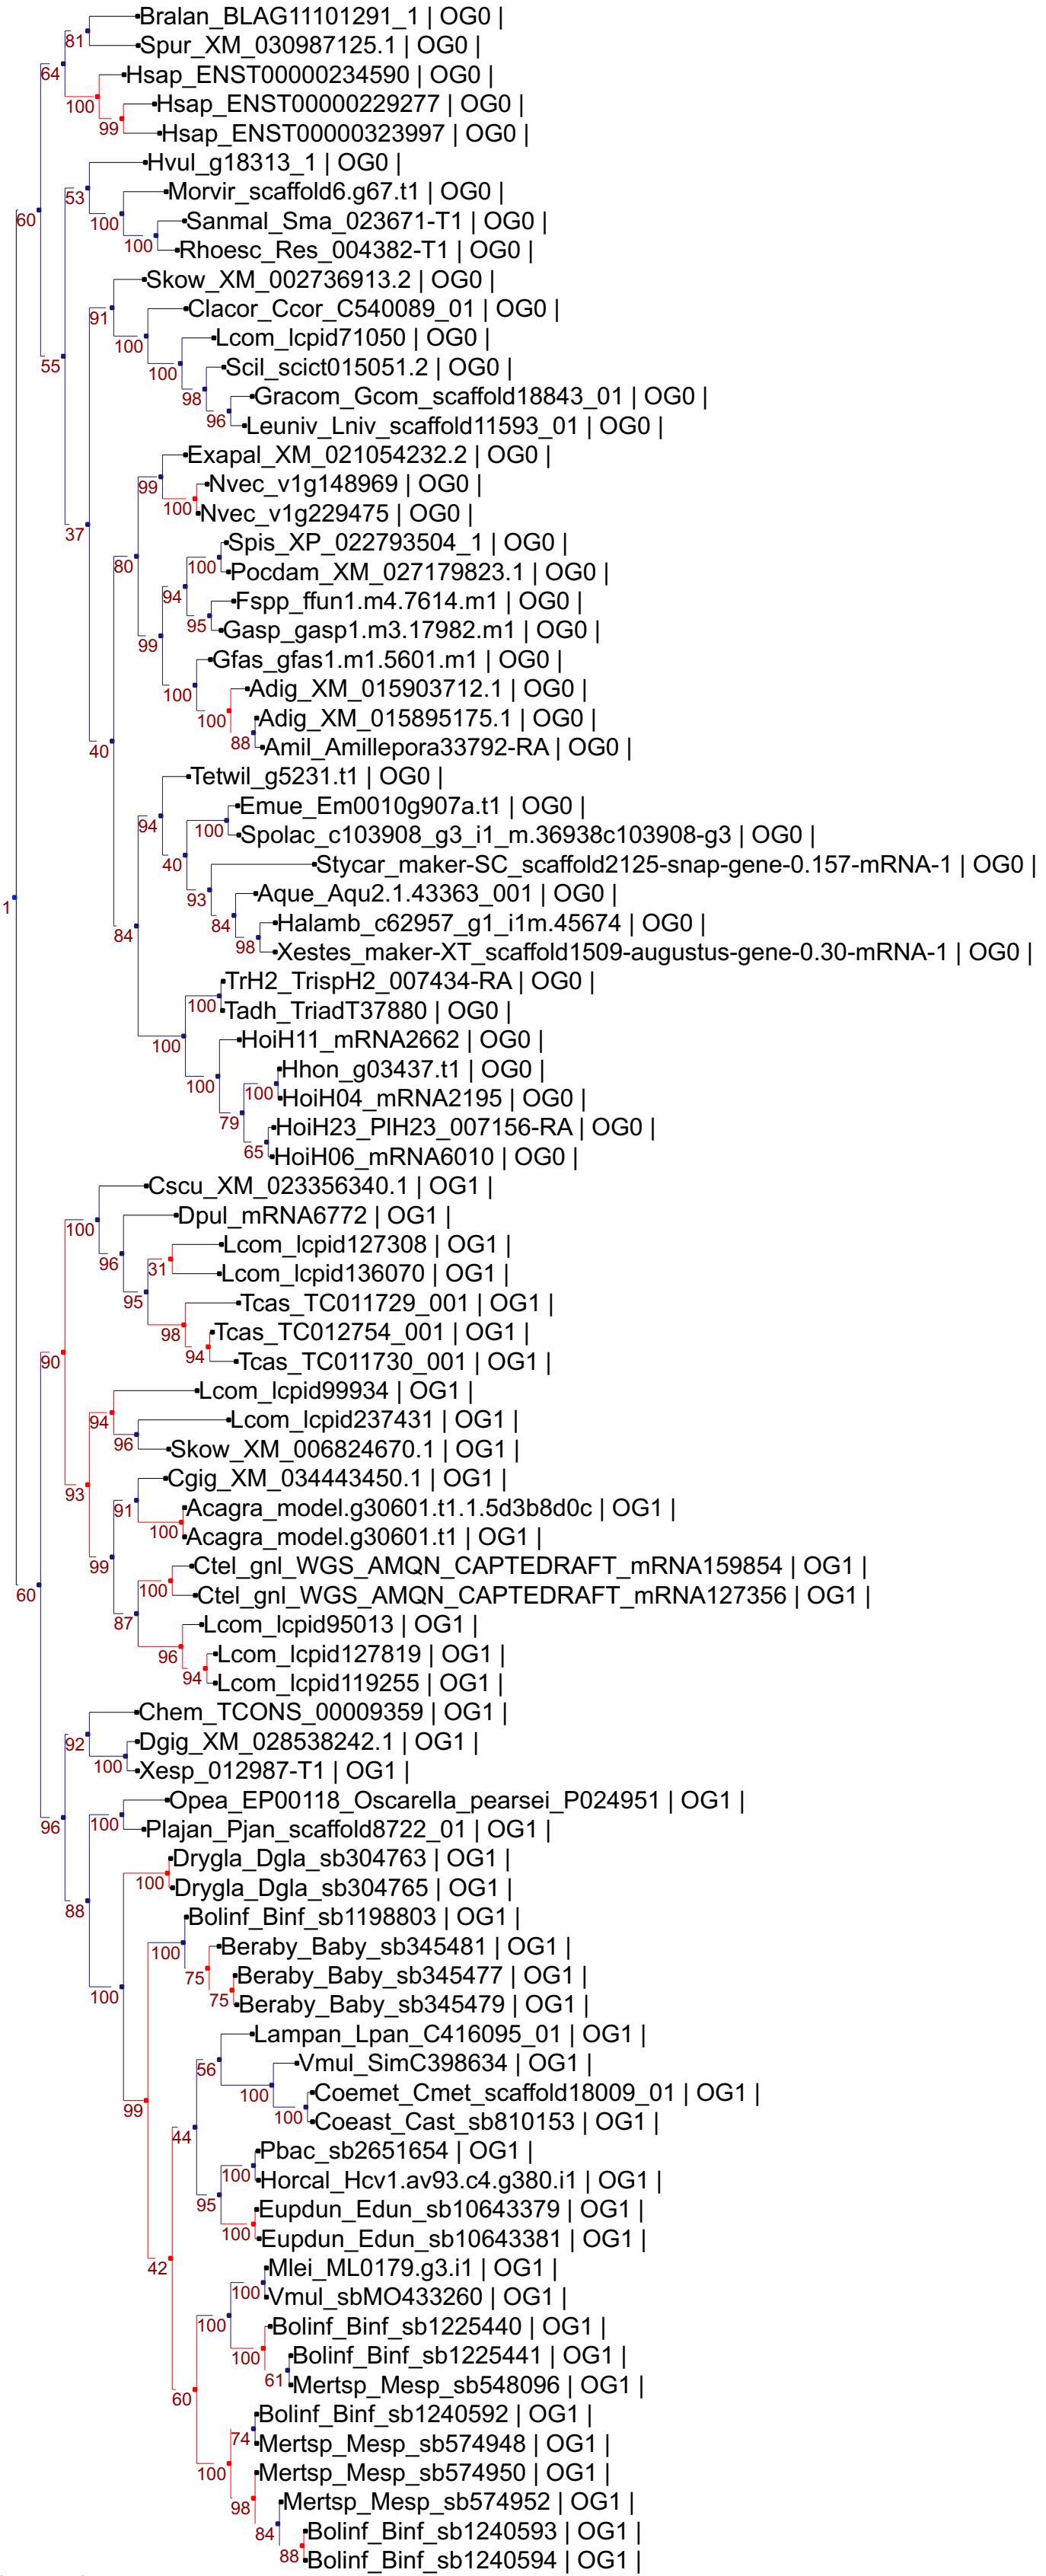 Bralan_BLAG11101291_1 | OG0 |
81
Spur_XM_030987125.1 | OG0 |
64
Hsap_ENST00000234590 | OG0 |
100
Hsap_ENST00000229277 | OG0 |
99
Hsap_ENST00000323997 | OG0 |
Hvul_g18313_1 | OG0 |
53
Morvir_scaffold6.g67.t1 | OG0 |
60
100
Sanmal_Sma_023671-T1 | OG0 |
100
Rhoesc_Res_004382-T1 | OG0 |
Skow_XM_002736913.2 | OG0 |
91
Clacor_Ccor_C540089_01 | OG0 |
100
Lcom_lcpid71050 | OG0 |
55
100
Scil_scict015051.2 | OG0 |
98
Gracom_Gcom_scaffold18843_01 | OG0 |
96
Leuniv_Lniv_scaffold11593_01 | OG0 |
Exapal_XM_021054232.2 | OG0 |
99
Nvec_v1g148969 | OG0 |
100
Nvec_v1g229475 | OG0 |
37
Spis_XP_022793504_1 | OG0 |
100
80
Pocdam_XM_027179823.1 | OG0 |
94
Fspp_ffun1.m4.7614.m1 | OG0 |
95
Gasp_gasp1.m3.17982.m1 | OG0 |
99
Gfas_gfas1.m1.5601.m1 | OG0 |
100
Adig_XM_015903712.1 | OG0 |
100
Adig_XM_015895175.1 | OG0 |
88
Amil_Amillepora33792-RA | OG0 |
40
Tetwil_g5231.t1 | OG0 |
Emue_Em0010g907a.t1 | OG0 |
94
100
Spolac_c103908_g3_i1_m.36938c103908-g3 | OG0 |
40
Stycar_maker-SC_scaffold2125-snap-gene-0.157-mRNA-1 | OG0 |
93
Aque_Aqu2.1.43363_001 | OG0 |
1
84
Halamb_c62957_g1_i1m.45674 | OG0 |
84
98
Xestes_maker-XT_scaffold1509-augustus-gene-0.30-mRNA-1 | OG0 |
TrH2_TrispH2_007434-RA | OG0 |
100
Tadh_TriadT37880 | OG0 |
100
HoiH11_mRNA2662 | OG0 |
Hhon_g03437.t1 | OG0 |
100
100
HoiH04_mRNA2195 | OG0 |
79
HoiH23_PlH23_007156-RA | OG0 |
65
HoiH06_mRNA6010 | OG0 |
Cscu_XM_023356340.1 | OG1 |
100
Dpul_mRNA6772 | OG1 |
96
Lcom_lcpid127308 | OG1 |
31
Lcom_lcpid136070 | OG1 |
95
Tcas_TC011729_001 | OG1 |
98
Tcas_TC012754_001 | OG1 |
94
Tcas_TC011730_001 | OG1 |
90
Lcom_lcpid99934 | OG1 |
94
Lcom_lcpid237431 | OG1 |
96
Skow_XM_006824670.1 | OG1 |
Cgig_XM_034443450.1 | OG1 |
93
91
Acagra_model.g30601.t1.1.5d3b8d0c | OG1 |
100
Acagra_model.g30601.t1 | OG1 |
99
Ctel_gnl_WGS_AMQN_CAPTEDRAFT_mRNA159854 | OG1 |
100
60
Ctel_gnl_WGS_AMQN_CAPTEDRAFT_mRNA127356 | OG1 |
87
Lcom_lcpid95013 | OG1 |
96
Lcom_lcpid127819 | OG1 |
94
Lcom_lcpid119255 | OG1 |
Chem_TCONS_00009359 | OG1 |
92
Dgig_XM_028538242.1 | OG1 |
100
Xesp_012987-T1 | OG1 |
Opea_EP00118_Oscarella_pearsei_P024951 | OG1 |
96
100
Plajan_Pjan_scaffold8722_01 | OG1 |
Drygla_Dgla_sb304763 | OG1 |
100
Drygla_Dgla_sb304765 | OG1 |
88
Bolinf_Binf_sb1198803 | OG1 |
100
Beraby_Baby_sb345481 | OG1 |
75
Beraby_Baby_sb345477 | OG1 |
100
75
Beraby_Baby_sb345479 | OG1 |
Lampan_Lpan_C416095_01 | OG1 |
56
Vmul_SimC398634 | OG1 |
100
Coemet_Cmet_scaffold18009_01 | OG1 |
99
100
Coeast_Cast_sb810153 | OG1 |
44
Pbac_sb2651654 | OG1 |
100
Horcal_Hcv1.av93.c4.g380.i1 | OG1 |
95
Eupdun_Edun_sb10643379 | OG1 |
100
Eupdun_Edun_sb10643381 | OG1 |
42
Mlei_ML0179.g3.i1 | OG1 |
100
Vmul_sbMO433260 | OG1 |
100
Bolinf_Binf_sb1225440 | OG1 |
100
Bolinf_Binf_sb1225441 | OG1 |
61
Mertsp_Mesp_sb548096 | OG1 |
60
Bolinf_Binf_sb1240592 | OG1 |
74
Mertsp_Mesp_sb574948 | OG1 |
100
Mertsp_Mesp_sb574950 | OG1 |
98
Mertsp_Mesp_sb574952 | OG1 |
84
Bolinf_Binf_sb1240593 | OG1 |
88
Bolinf_Binf_sb1240594 | OG1 |